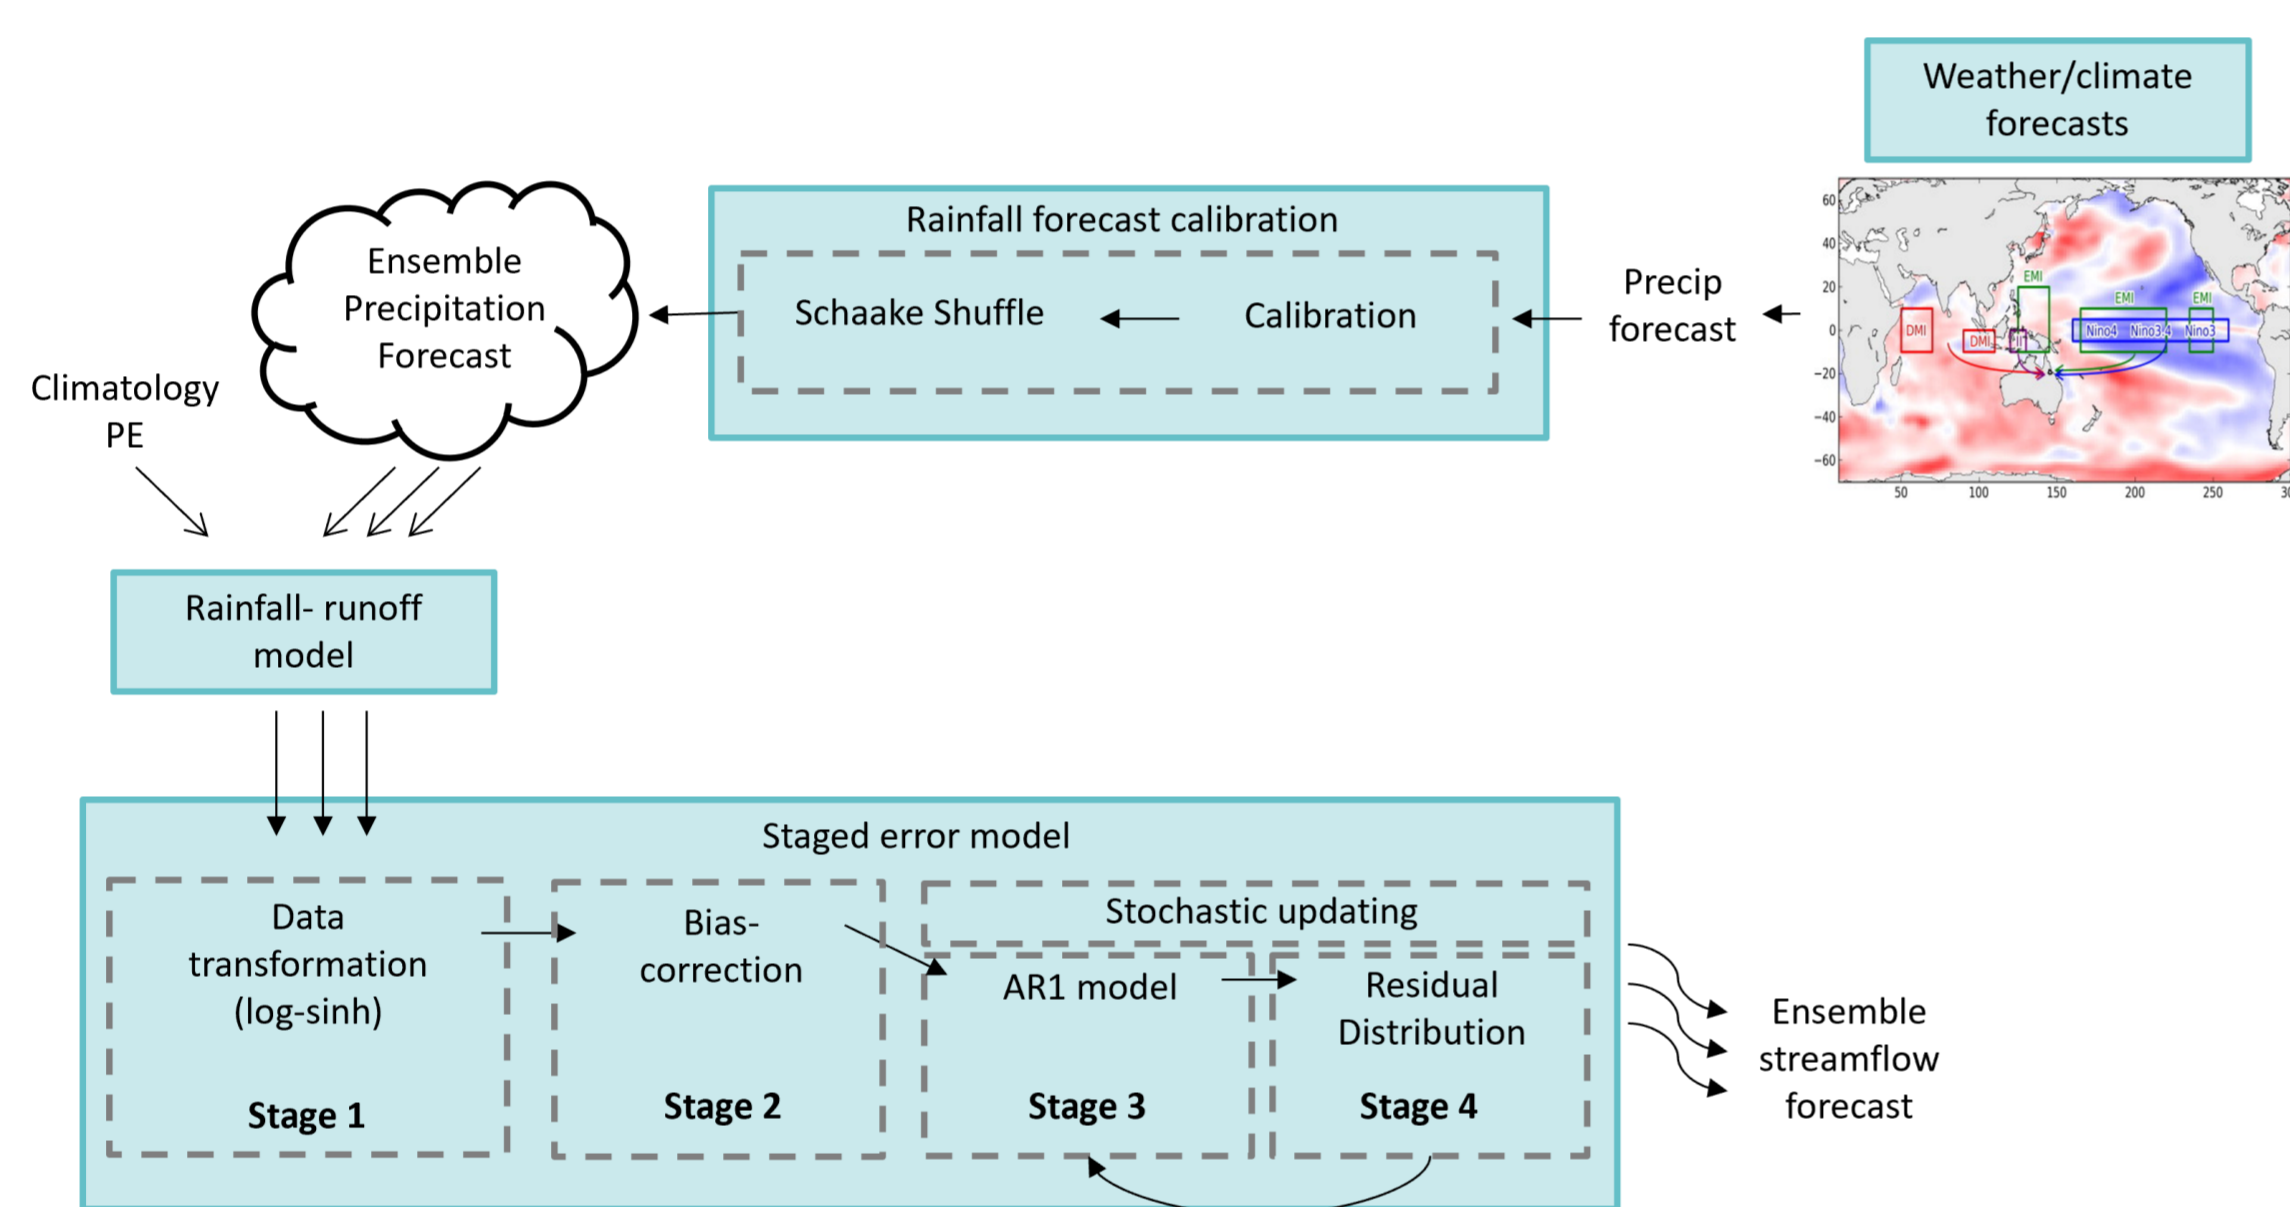 Weather/climate
forecasts
Rainfall forecast calibration
Schaake Shuffle
Calibration
Precip
forecast
Ensemble
Precipitation
Forecast
Climatology
PE
60
40
20
0
−20
−40
−60
50
100
150
200
250
EMI
EMI
EMI
DMI
DMI
Nino4
Nino3.4
Nino3
Rainfall- runoff
model
Staged error model
Data
transformation
(log-sinh)
Stage 1
Bias-
correction
Stage 2
Stochastic updating
AR1 model
Stage 3
Residual
Distribution
Stage 4
Ensemble
streamflow
forecast